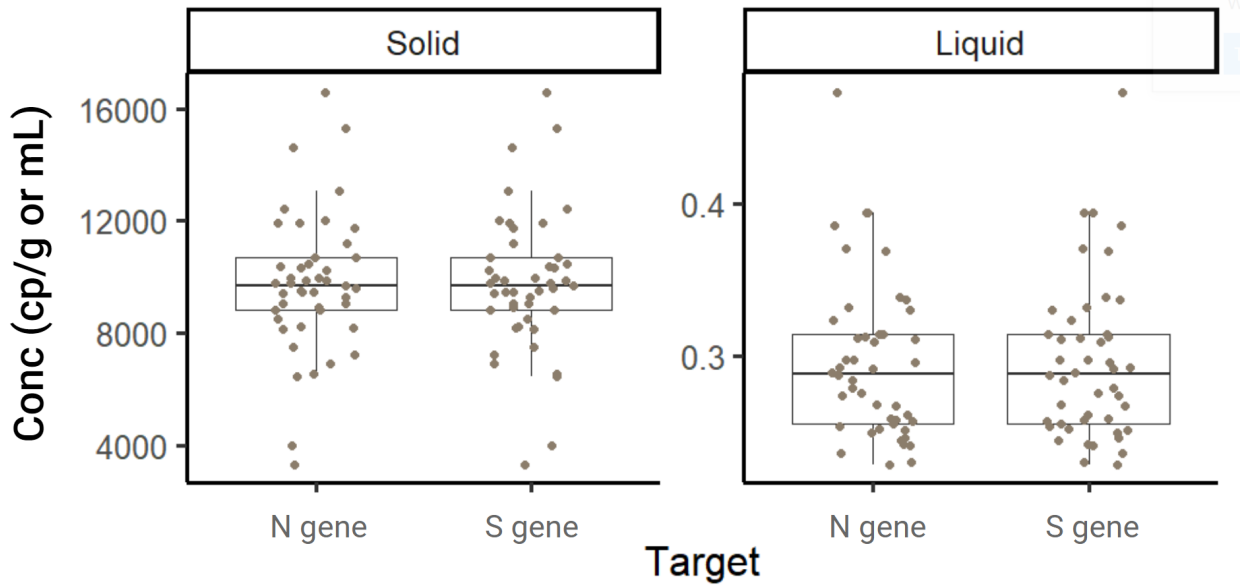 Solid
Liquid
Conc (cp/g or mL)
16000
12000
8000
4000
0.4
0.3
N gene
S gene
N gene
S gene
Target